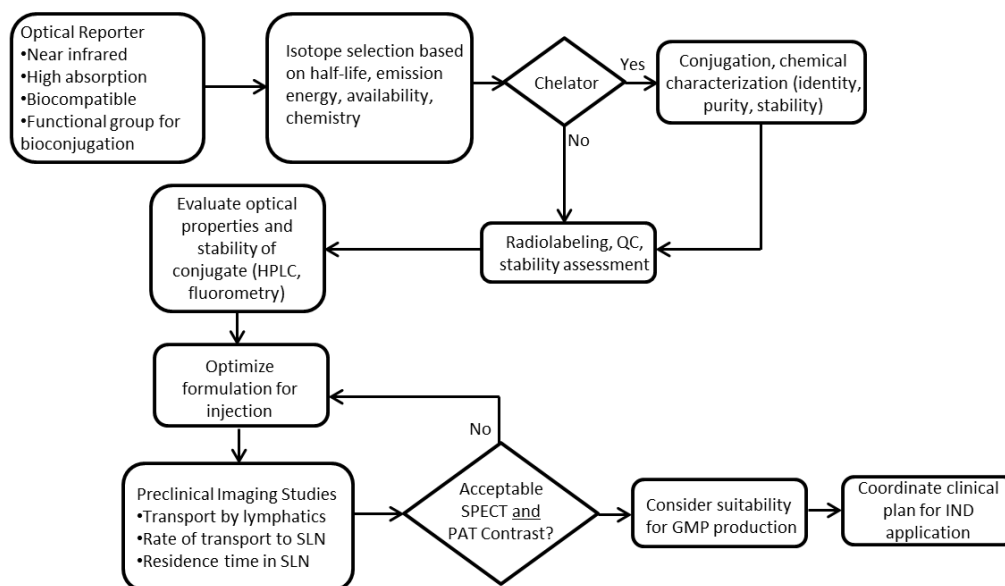 Optical Reporter
•Near infrared
•High absorption
•Biocompatible
•Functional group for
bioconjugation
Isotope selection based
on half-life, emission
energy, availability,
chemistry
Chelator
Yes
No
Conjugation, chemical
characterization (identity,
purity, stability)
Radiolabeling, QC,
stability assessment
Evaluate optical
properties and
stability of
conjugate (HPLC,
fluorometry)
Optimize
formulation for
injection
Preclinical Imaging Studies
•Transport by lymphatics
•Rate of transport to SLN
•Residence time in SLN
No
Acceptable
SPECT and
PAT Contrast?
Consider suitability
for GMP production
Coordinate clinical
plan for IND
application